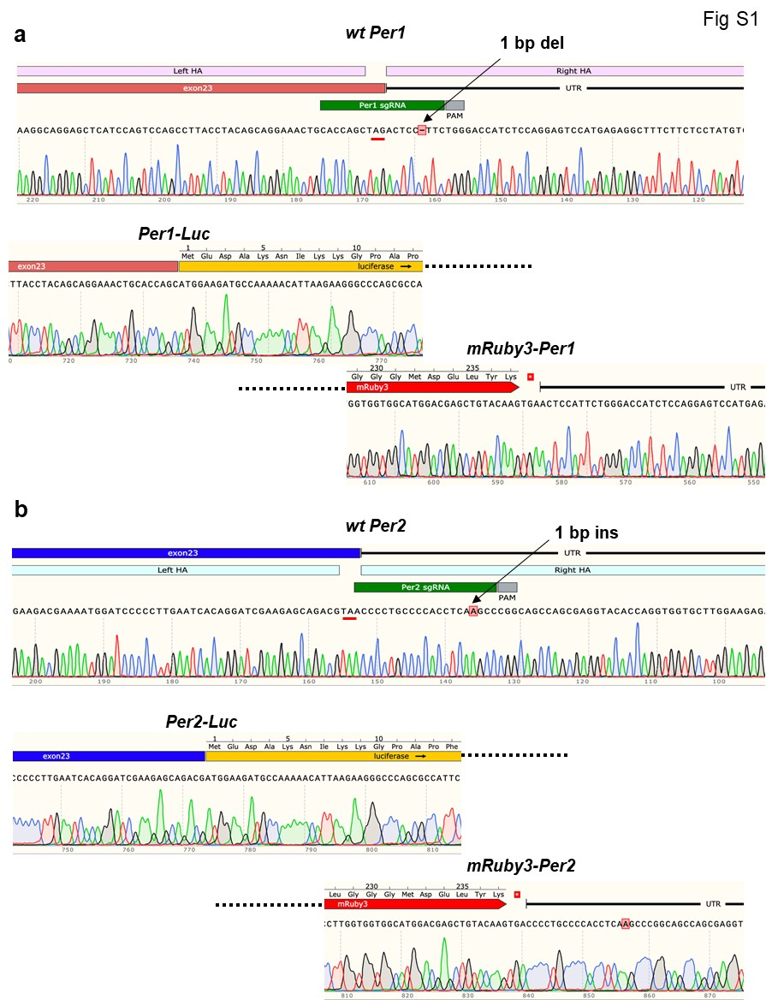 Fig S1
a
wt Per1
1 bp del
Left HA Right HA
exon23 UTR
Per1 sgRNA
PAM
AAGGCAGGAGCTCATCCAGTCCAGCCTTACCTACAGCAGGAAACTGCACCAGCTAGACTCC–TTCTGGGACCATCTCCAGGAGTCCATGAGAGGCTTTCTTCTCCTATGT
220 210 200 190 180 170 160 150 140 130 120
Per1-Luc
1 5 10
Met Glu Asp Ala Lys Asn Ile Lys Lys Gly Pro Ala Pro
exon23 luciferase
TTACCTACAGCAGGAAACTGCACCAGCATGGAAGATGCCAAAAACATTAAGAAGGGCCCAGCGCCA
0 720 730 740 750 760 770
mRuby3-Per1
230 235
Gly Gly Gly Met Asp Glu Leu Tyr Lys
mRuby3 UTR
GGTGGTGGCATGGACGAGCTGTACAAGTGAACTCCATTCTGGGACCATCTCCAGGAGTCCATGAG
610 600 590 580 570 560 550
b
wt Per2
1 bp ins
exon23 UTR
Left HA Right HA
Per2 sgRNA
PAM
GAAGACGAAAATGGATCCCCCTTGAATCACAGGATCGAAGAGCAGACGTAACCCCTGCCCCACCTCAAGCCCGGCAGCCAGCGAGGTACACCAGGTGGTGCTTGGAAGAG
200 190 180 170 160 150 140 130 120 110 100
Per2-Luc
1 5 10
Met Glu Asp Ala Lys Asn Ile Lys Lys Gly Pro Ala Pro Phe
exon23 luciferase
CCCCCTTGAATCACAGGATCGAAGAGCAGACGATGGAAGATGCCAAAAACATTAAGAAGGGCCCAGCGCCATTC
750 760 770 780 790 800 810
mRuby3-Per2
230 235
Leu Gly Gly Gly Met Asp Glu Leu Tyr Lys
mRuby3 UTR
CTTGGTGGTGGCATGGACGAGCTGTACAAGTGACCCCTGCCCCACCTCAAGCCCGGCAGCCAGCGAGGT
810 820 830 840 850 860 870